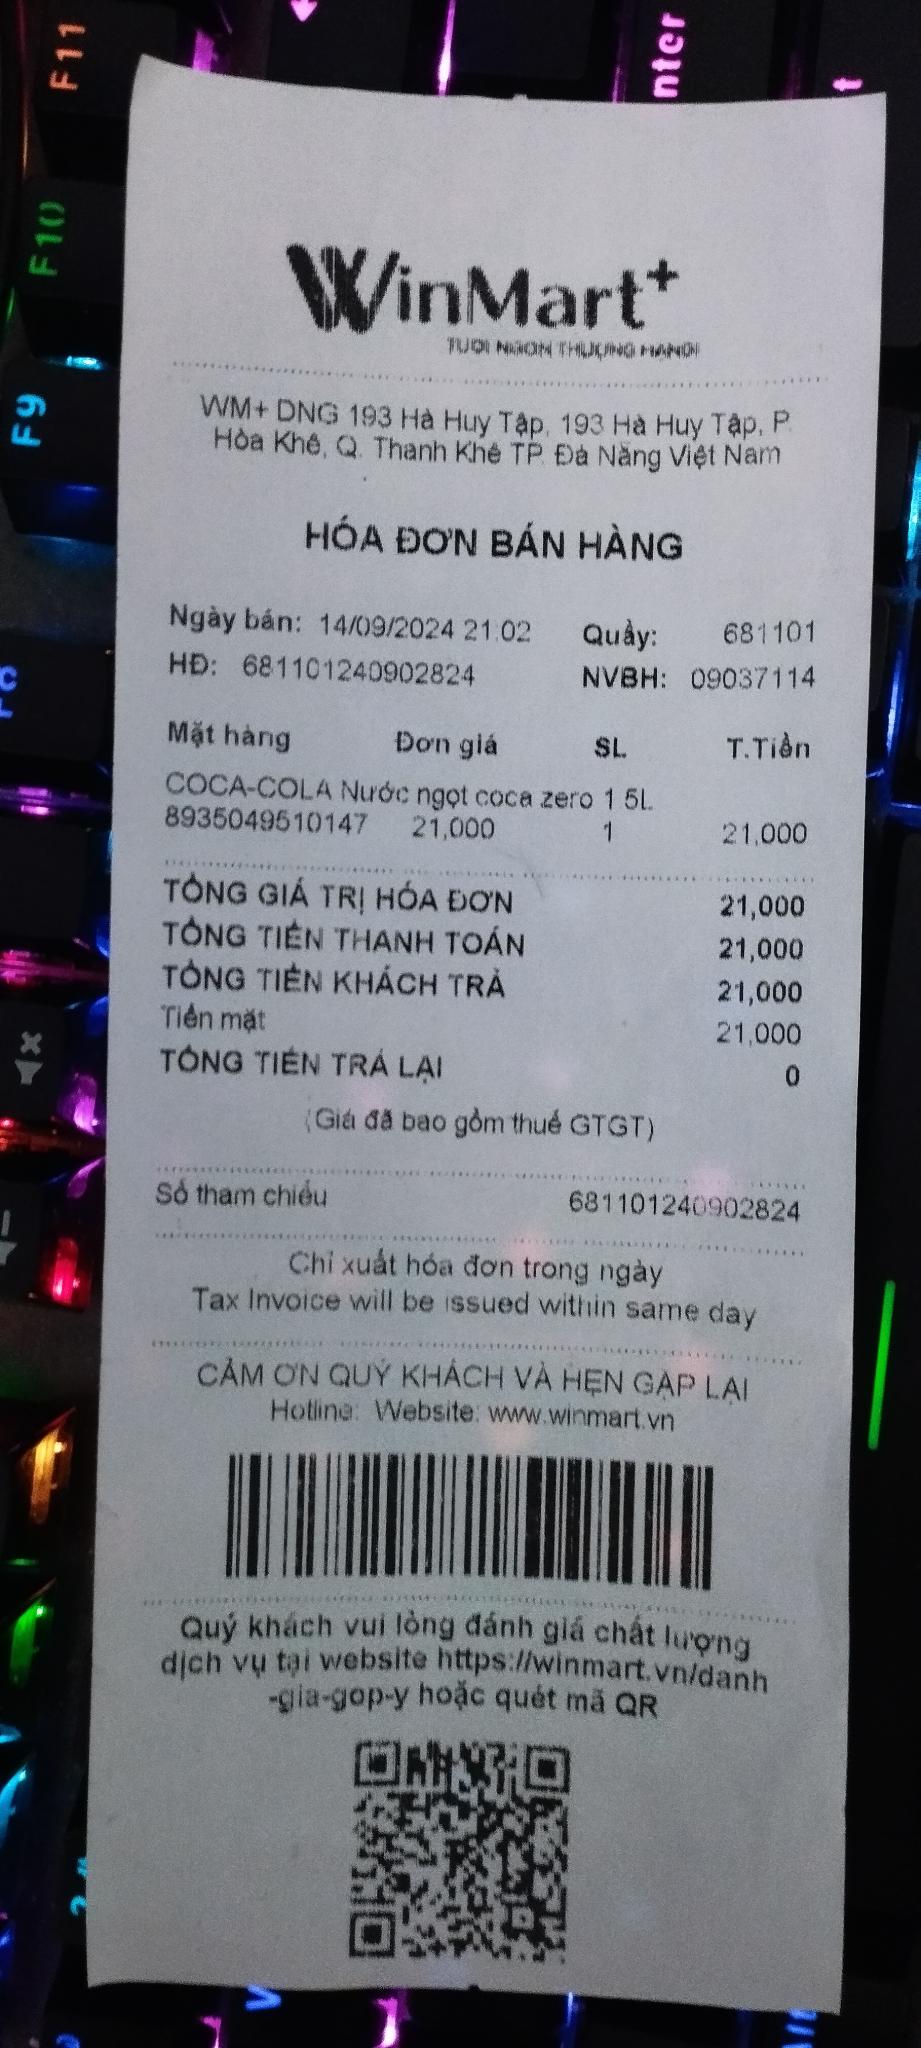 F11
F10
F9
nter
WinMart+
TƯƠI NGON THƯỢNG HẠNG
WM+ DNG 193 Hà Huy Tập, 193 Hà Huy Tập, P.
Hòa Khê, Q. Thanh Khê TP. Đà Nẵng Việt Nam
HÓA ĐƠN BÁN HÀNG
Ngày bán: 14/09/2024 21:02 Quầy: 681101
HĐ: 681101240902824 NVBH: 09037114
Mặt hàng Đơn giá SL T.Tiền
COCA-COLA Nước ngọt coca zero 1.5L
8935049510147 21,000 1 21,000
TỔNG GIÁ TRỊ HÓA ĐƠN 21,000
TỔNG TIỀN THANH TOÁN 21,000
TỔNG TIỀN KHÁCH TRẢ 21,000
Tiền mặt 21,000
TỔNG TIỀN TRẢ LẠI 0
(Giá đã bao gồm thuế GTGT)
Số tham chiếu 681101240902824
Chỉ xuất hóa đơn trong ngày
Tax Invoice will be issued within same day
CẢM ƠN QUÝ KHÁCH VÀ HẸN GẶP LẠI
Hotline: Website: www.winmart.vn
Quý khách vui lòng đánh giá chất lượng
dịch vụ tại website https://winmart.vn/danh
-gia-gop-y hoặc quét mã QR